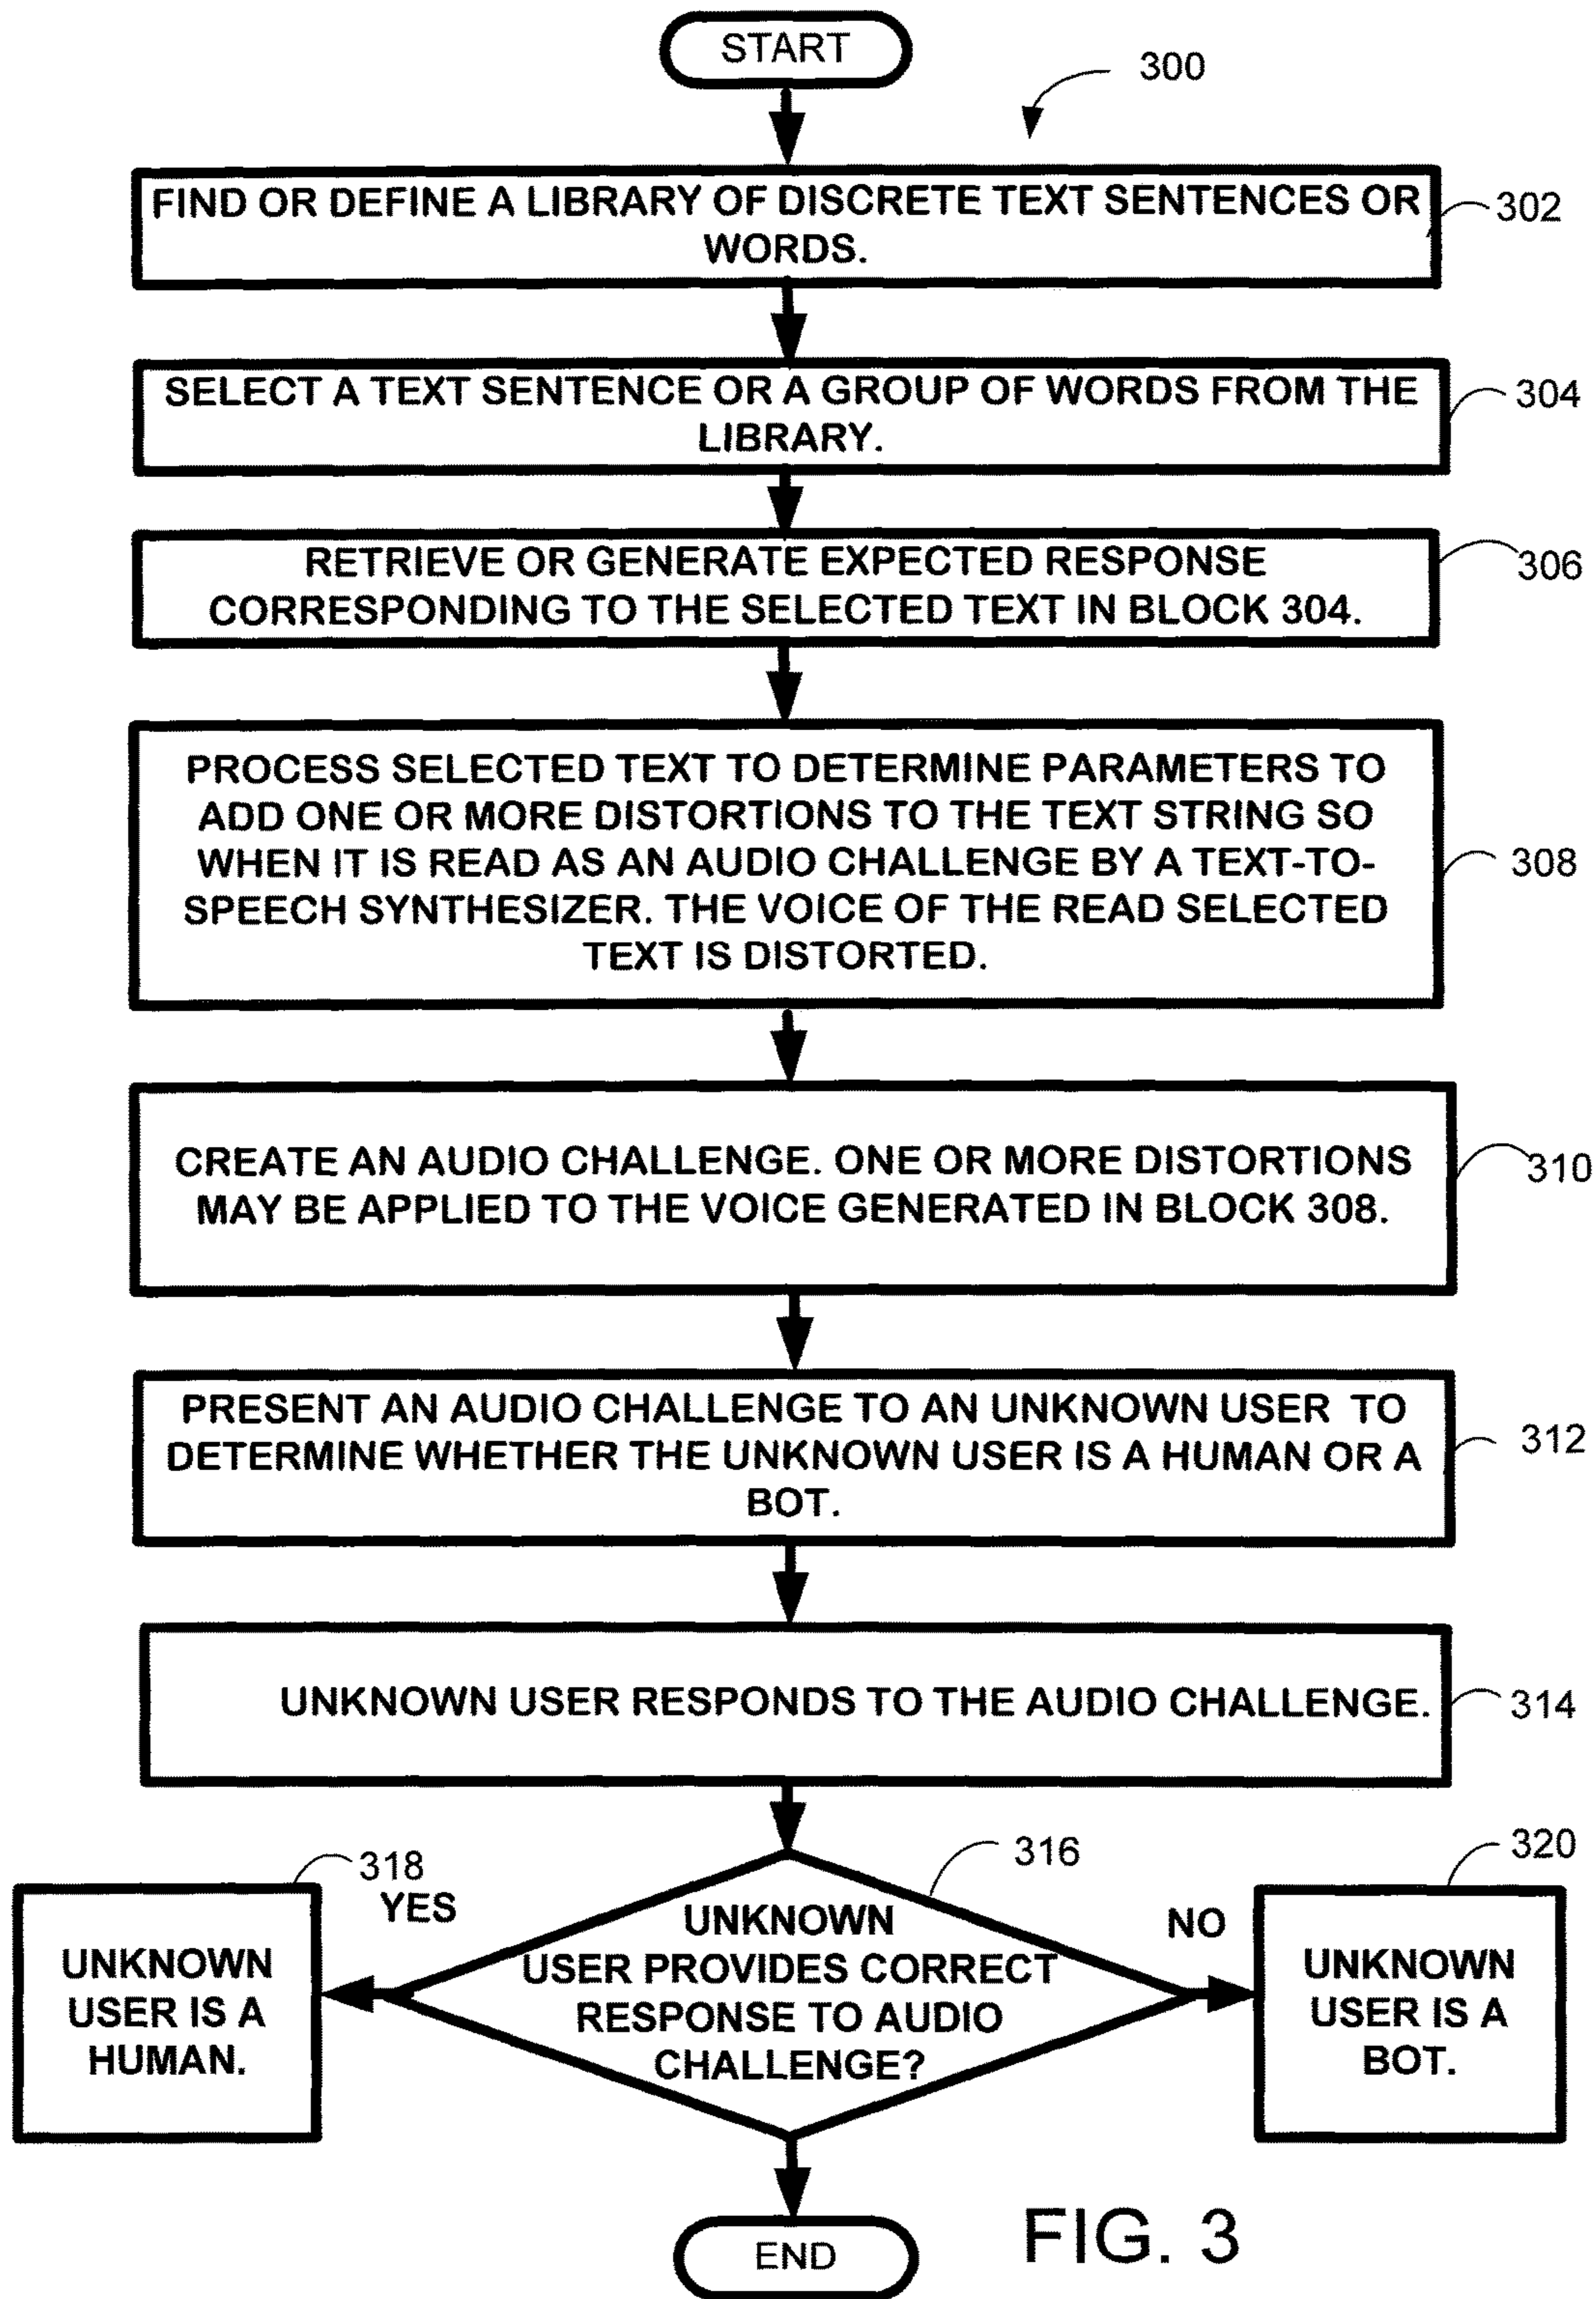 START
300
FIND OR DEFINE A LIBRARY OF DISCRETE TEXT SENTENCES OR
WORDS.
302
SELECT A TEXT SENTENCE OR A GROUP OF WORDS FROM THE
LIBRARY.
304
RETRIEVE OR GENERATE EXPECTED RESPONSE
CORRESPONDING TO THE SELECTED TEXT IN BLOCK 304.
306
PROCESS SELECTED TEXT TO DETERMINE PARAMETERS TO
ADD ONE OR MORE DISTORTIONS TO THE TEXT STRING SO
WHEN IT IS READ AS AN AUDIO CHALLENGE BY A TEXT-TO-
SPEECH SYNTHESIZER. THE VOICE OF THE READ SELECTED
TEXT IS DISTORTED.
308
CREATE AN AUDIO CHALLENGE. ONE OR MORE DISTORTIONS
MAY BE APPLIED TO THE VOICE GENERATED IN BLOCK 308.
310
PRESENT AN AUDIO CHALLENGE TO AN UNKNOWN USER TO
DETERMINE WHETHER THE UNKNOWN USER IS A HUMAN OR A
BOT.
312
UNKNOWN USER RESPONDS TO THE AUDIO CHALLENGE.
314
318
YES
UNKNOWN
USER IS A
HUMAN.
316
UNKNOWN
USER PROVIDES CORRECT
RESPONSE TO AUDIO
CHALLENGE?
NO
320
UNKNOWN
USER IS A
BOT.
END
FIG. 3